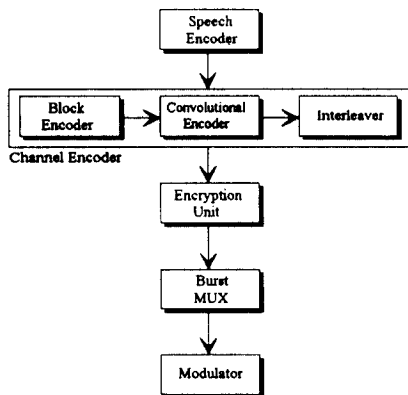 Speech
Encoder
Block
Encoder
Convolutional
Encoder
Interleaver
Channel Encoder
Encryption
Unit
Burst
MUX
Modulator